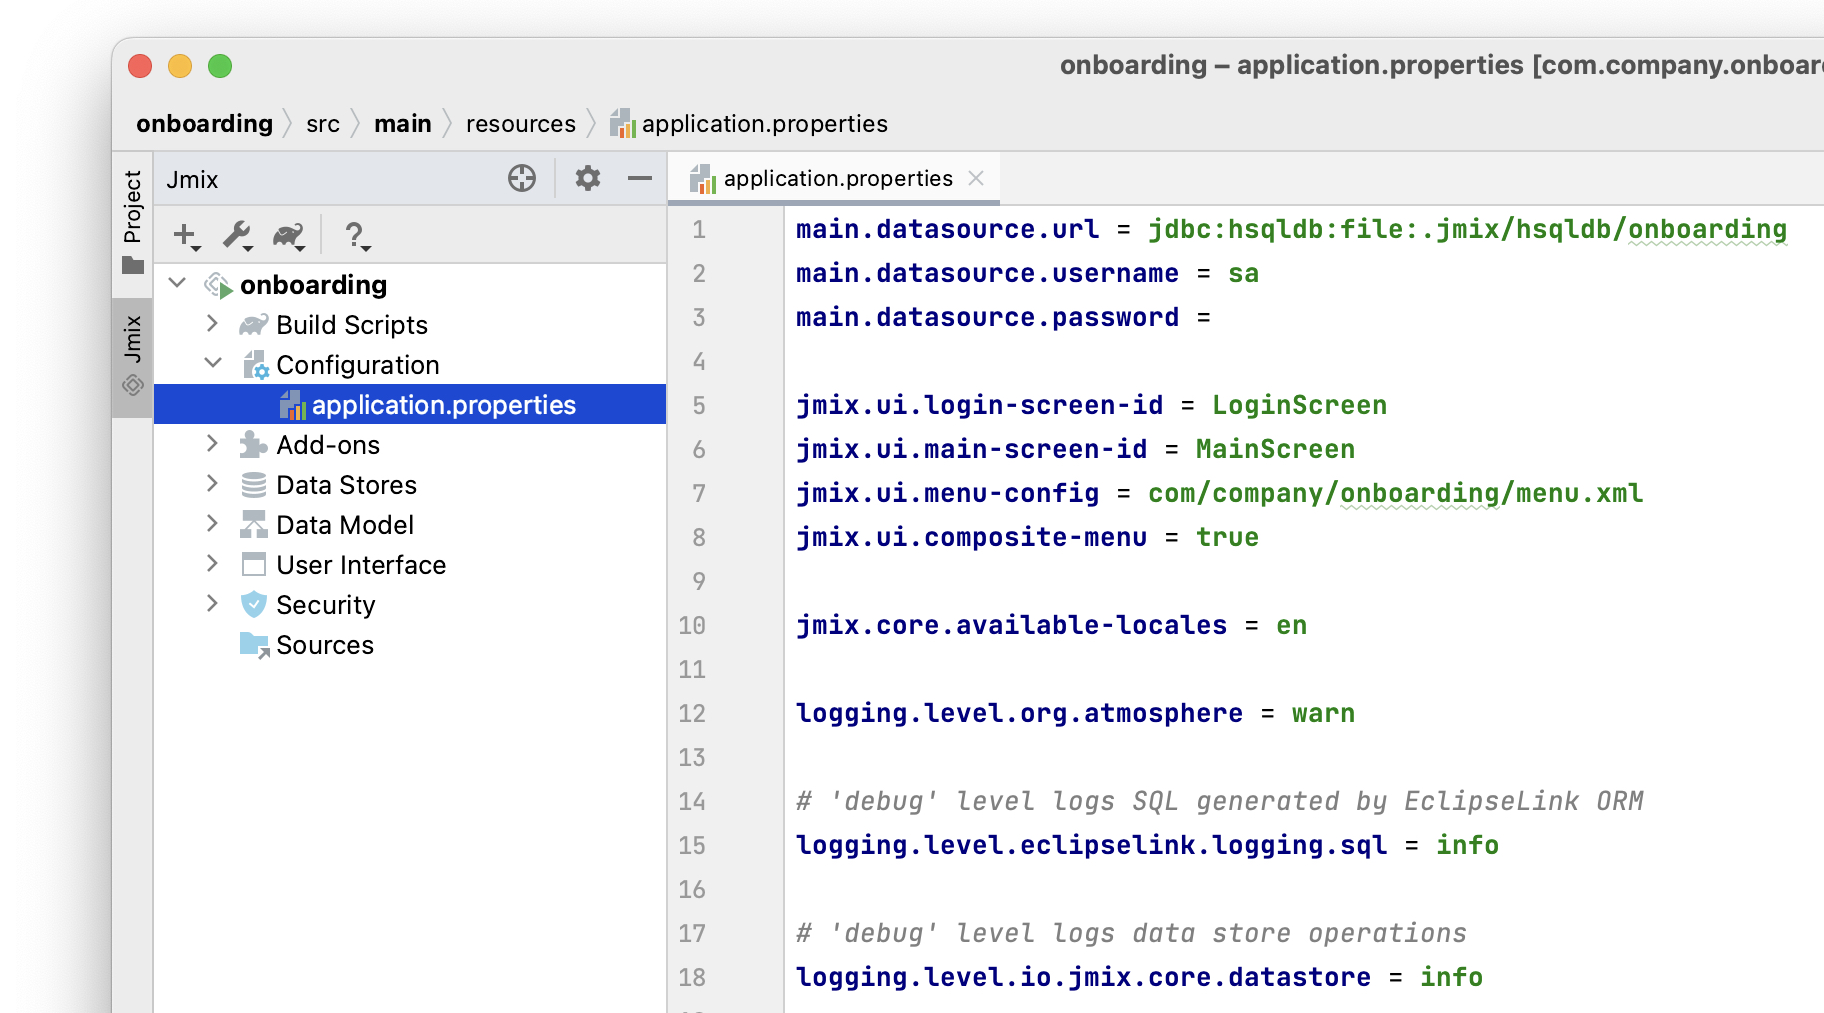 onboarding – application.properties [com.company.onboar
onboarding src main resources application.properties
Project
Jmix
Jmix
?
onboarding
Build Scripts
Configuration
application.properties
Add-ons
Data Stores
Data Model
User Interface
Security
Sources
application.properties
1 main.datasource.url = jdbc:hsqldb:file:.jmix/hsqldb/onboarding
2 main.datasource.username = sa
3 main.datasource.password =
4
5 jmix.ui.login-screen-id = LoginScreen
6 jmix.ui.main-screen-id = MainScreen
7 jmix.ui.menu-config = com/company/onboarding/menu.xml
8 jmix.ui.composite-menu = true
9
10 jmix.core.available-locales = en
11
12 logging.level.org.atmosphere = warn
13
14 # 'debug' level logs SQL generated by EclipseLink ORM
15 logging.level.eclipselink.logging.sql = info
16
17 # 'debug' level logs data store operations
18 logging.level.io.jmix.core.datastore = info